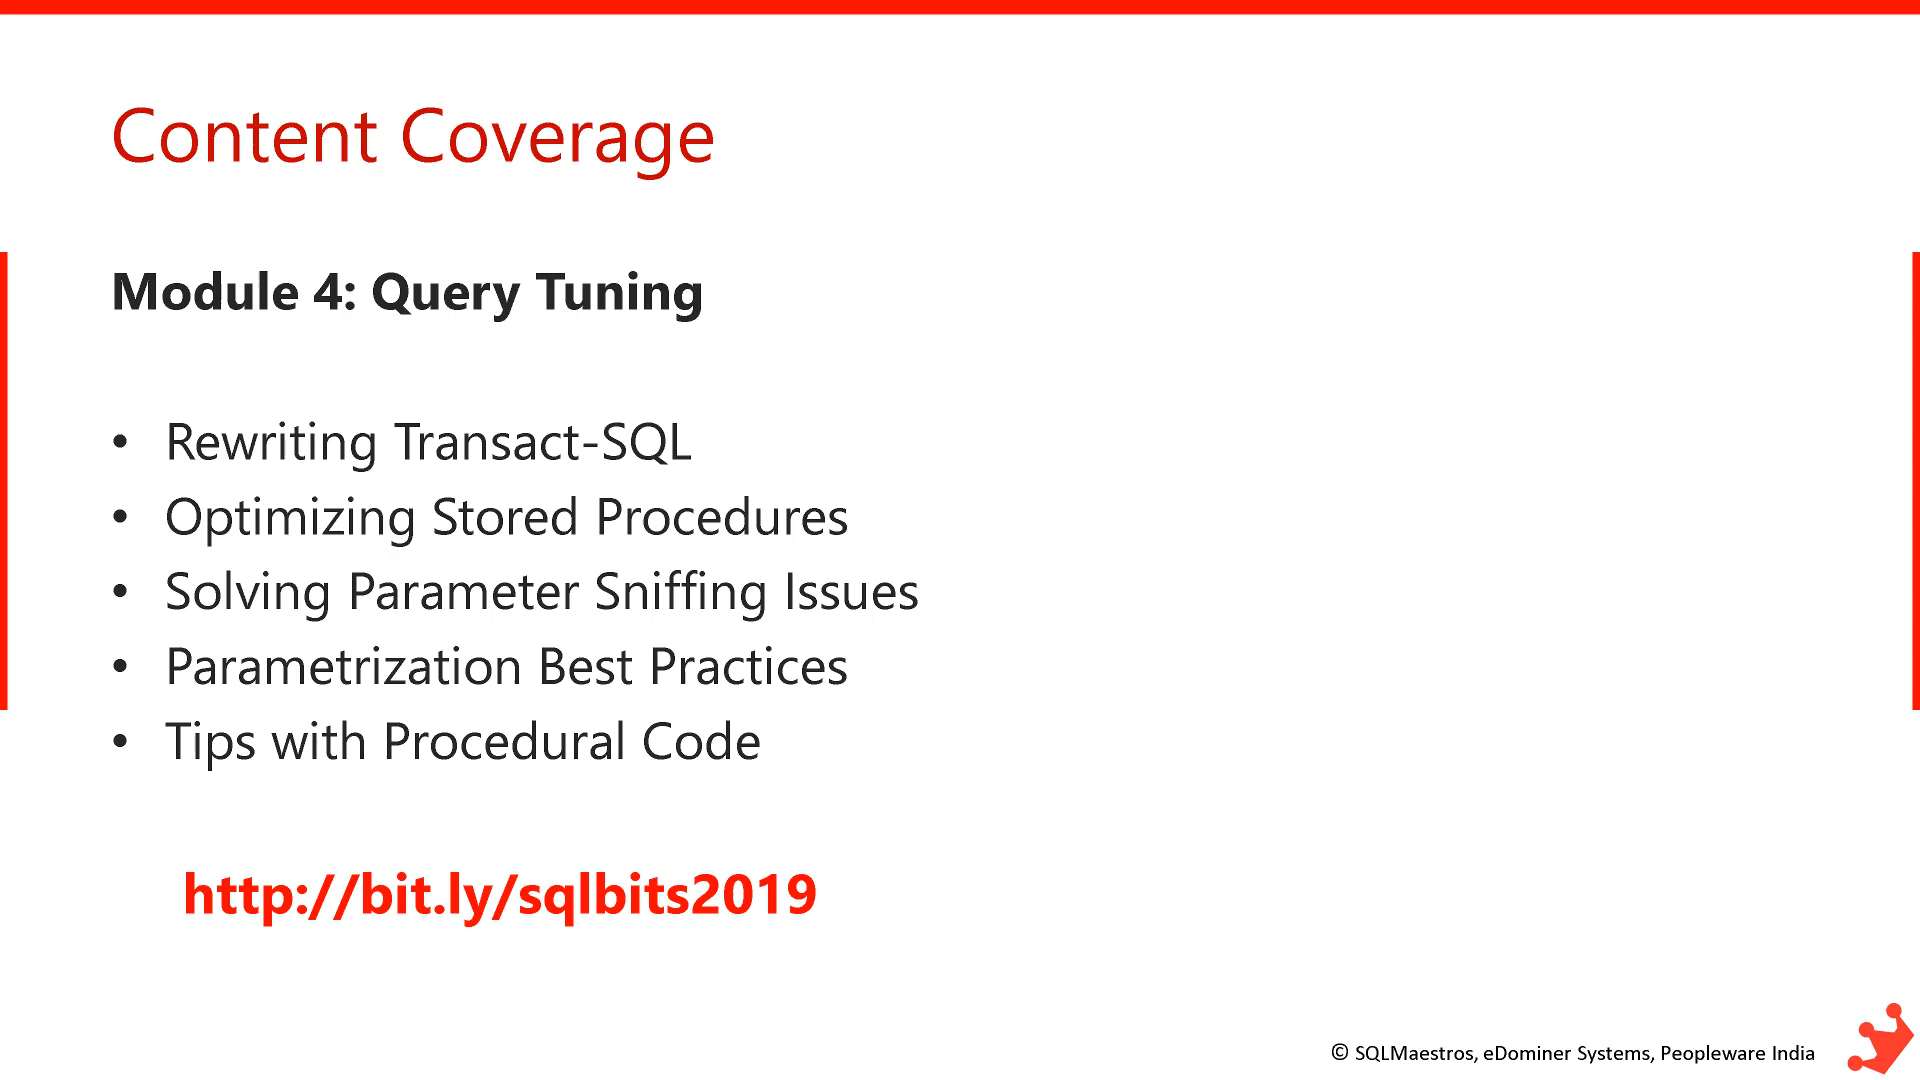 Content Coverage
Module 4: Query Tuning
• Rewriting Transact-SQL
• Optimizing Stored Procedures
• Solving Parameter Sniffing Issues
• Parametrization Best Practices
• Tips with Procedural Code
http://bit.ly/sqlbits2019
© SQLMaestros, eDominer Systems, Peopleware India